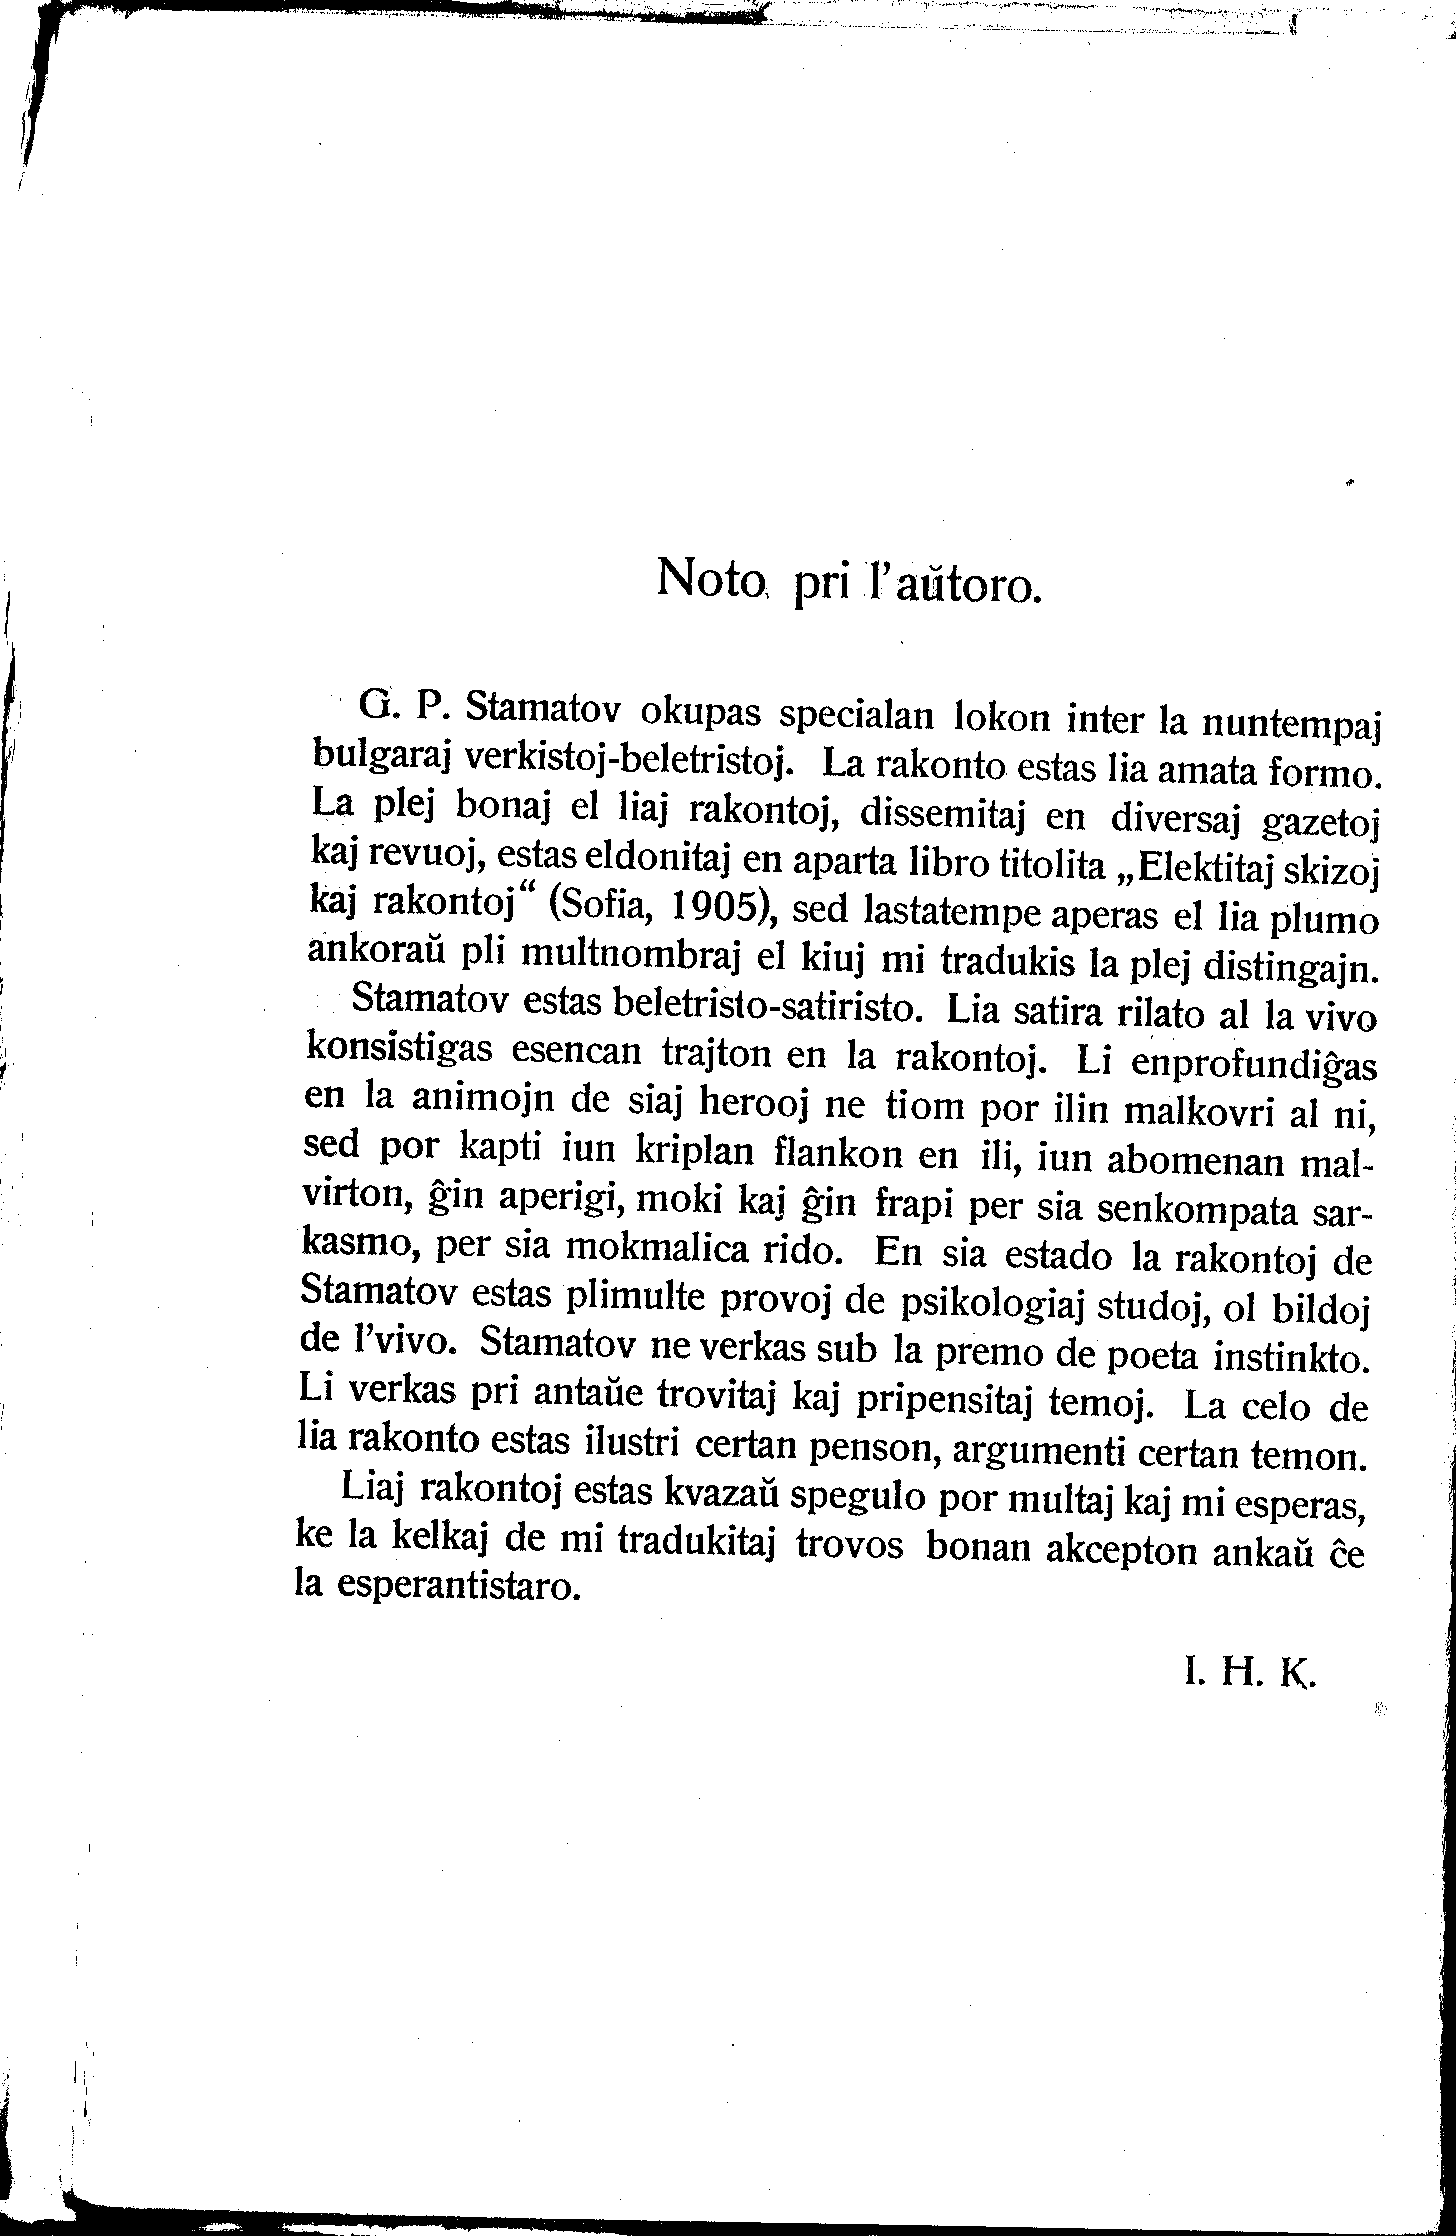 Noto pri l'aŭtoro.
G. P. Stamatov okupas specialan lokon inter la nuntempaj
bulgaraj verkistoj-beletristoj. La rakonto estas lia amata formo.
La plej bonaj el liaj rakontoj, dissemitaj en diversaj gazetoj
kaj revuoj, estas eldonitaj en aparta libro titolita „Elektitaj skizoj
kaj rakontoj“ (Sofia, 1905), sed lastatempe aperas el lia plumo
ankoraŭ pli multnombraj el kiuj mi tradukis la plej distingajn.
Stamatov estas beletristo-satiristo. Lia satira rilato al la vivo
konsistigas esencan trajton en la rakontoj. Li enprofundiĝas
en la animojn de siaj herooj ne tiom por ilin malkovri al ni,
sed por kapti iun kriplan flankon en ili, iun abomenan mal-
virton, ĝin aperigi, moki kaj ĝin frapi per sia senkompata sar-
kasmo, per sia mokmalica rido. En sia estado la rakontoj de
Stamatov estas plimulte provoj de psikologiaj studoj, ol bildoj
de l'vivo. Stamatov ne verkas sub la premo de poeta instinkto.
Li verkas pri antaŭe trovitaj kaj pripensitaj temoj. La celo de
lia rakonto estas ilustri certan penson, argumenti certan temon.
Liaj rakontoj estas kvazaŭ spegulo por multaj kaj mi esperas,
ke la kelkaj de mi tradukitaj trovos bonan akcepton ankaŭ ĉe
la esperantistaro.
I. H. K.